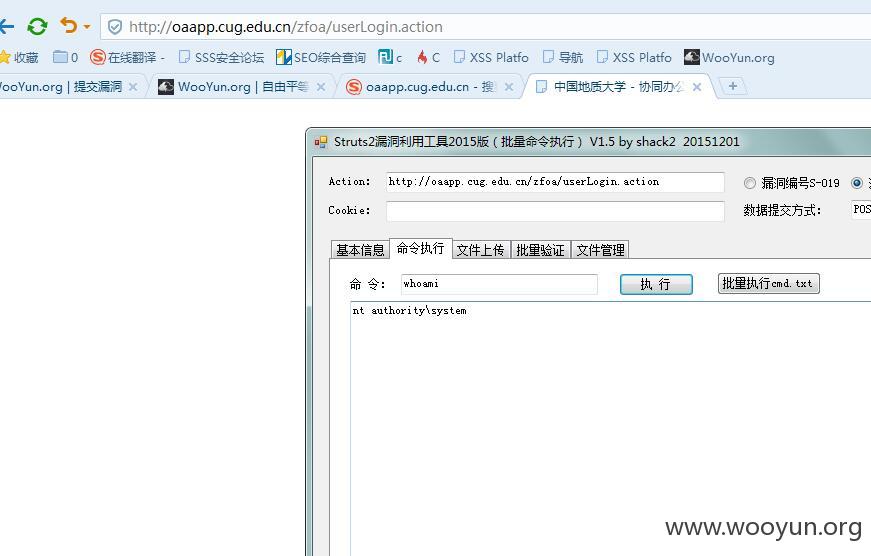 http://oaapp.cug.edu.cn/zfoa/userLogin.action
收藏 0 在线翻译 - SSS安全论坛 SEO综合查询 c C XSS Platfo 导航 XSS Platfo WooYun.org
WooYun.org | 提交漏洞 WooYun.org | 自由平等 oaapp.cug.edu.cn - 搜 中国地质大学 - 协同办公
Struts2漏洞利用工具2015版（批量命令执行） V1.5 by shack2 20151201
Action: http://oaapp.cug.edu.cn/zfoa/userLogin.action 漏洞编号S-019
Cookie: 数据提交方式: POS
基本信息 命令执行 文件上传 批量验证 文件管理
命 令: whoami 执 行 批量执行cmd.txt
nt authority\system
www.wooyun.org